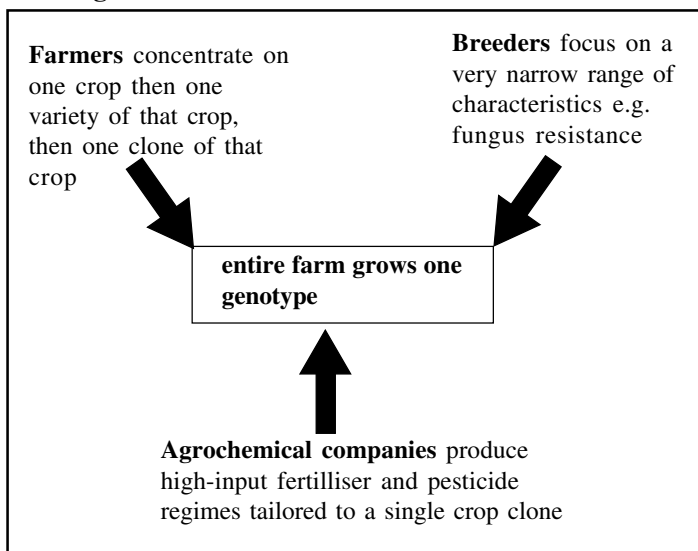 Farmers concentrate on
one crop then one
variety of that crop,
then one clone of that
crop
Breeders focus on a
very narrow range of
characteristics e.g.
fungus resistance
entire farm grows one
genotype
Agrochemical companies produce
high-input fertilliser and pesticide
regimes tailored to a single crop clone